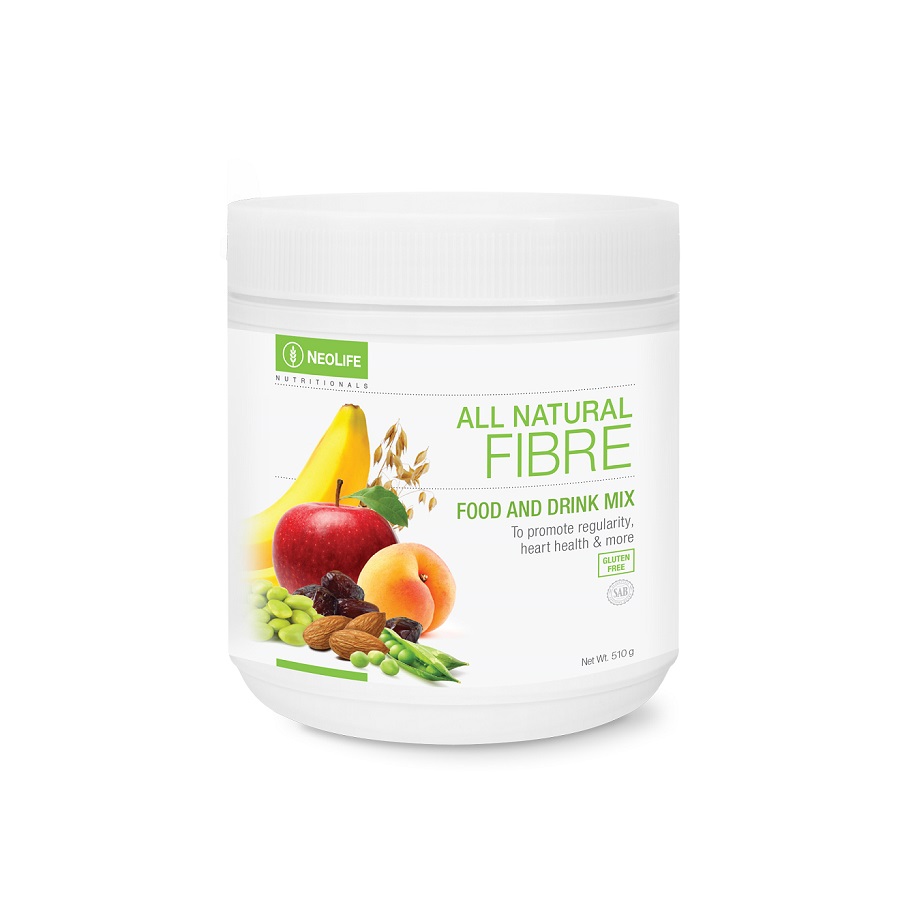 NEOLIFE
NUTRITIONALS
ALL NATURAL
FIBRE
FOOD AND DRINK MIX
To promote regularity,
heart health & more
GLUTEN
FREE
SAB
Net Wt. 510 g